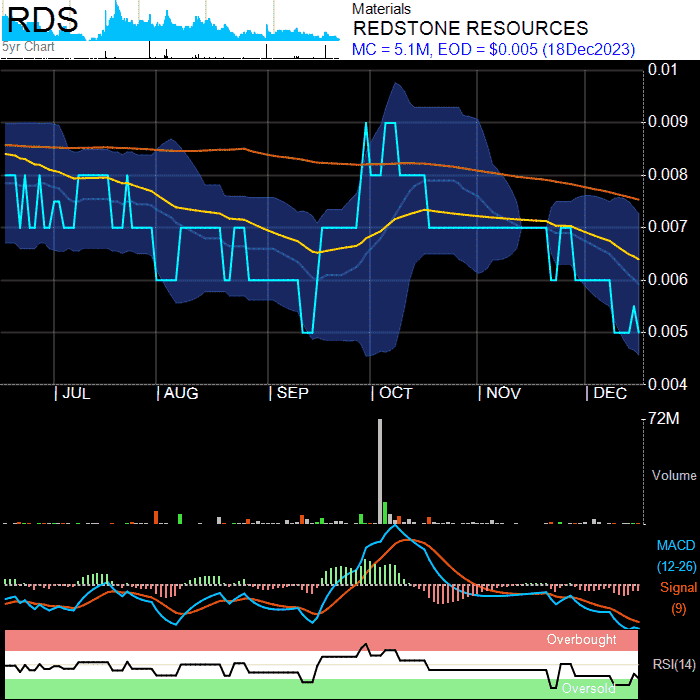 RDS
5yr Chart
Materials
REDSTONE RESOURCES
MC = 5.1M, EOD = $0.005 (18Dec2023)
0.01
0.009
0.008
0.007
0.006
0.005
0.004
JUL AUG SEP OCT NOV DEC
72M
Volume
MACD
(12-26)
Signal
(9)
Overbought
RSI(14)
Oversold